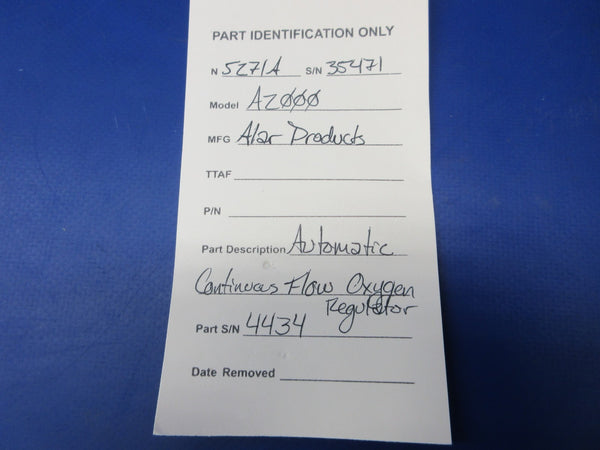 PART IDENTIFICATION ONLY
N 5271A S/N 35471
Model A2000
MFG Alar Products
TTAF
P/N
Part Description Automatic
Continuous Flow Oxygen
Regulator
Part S/N 4434
Date Removed